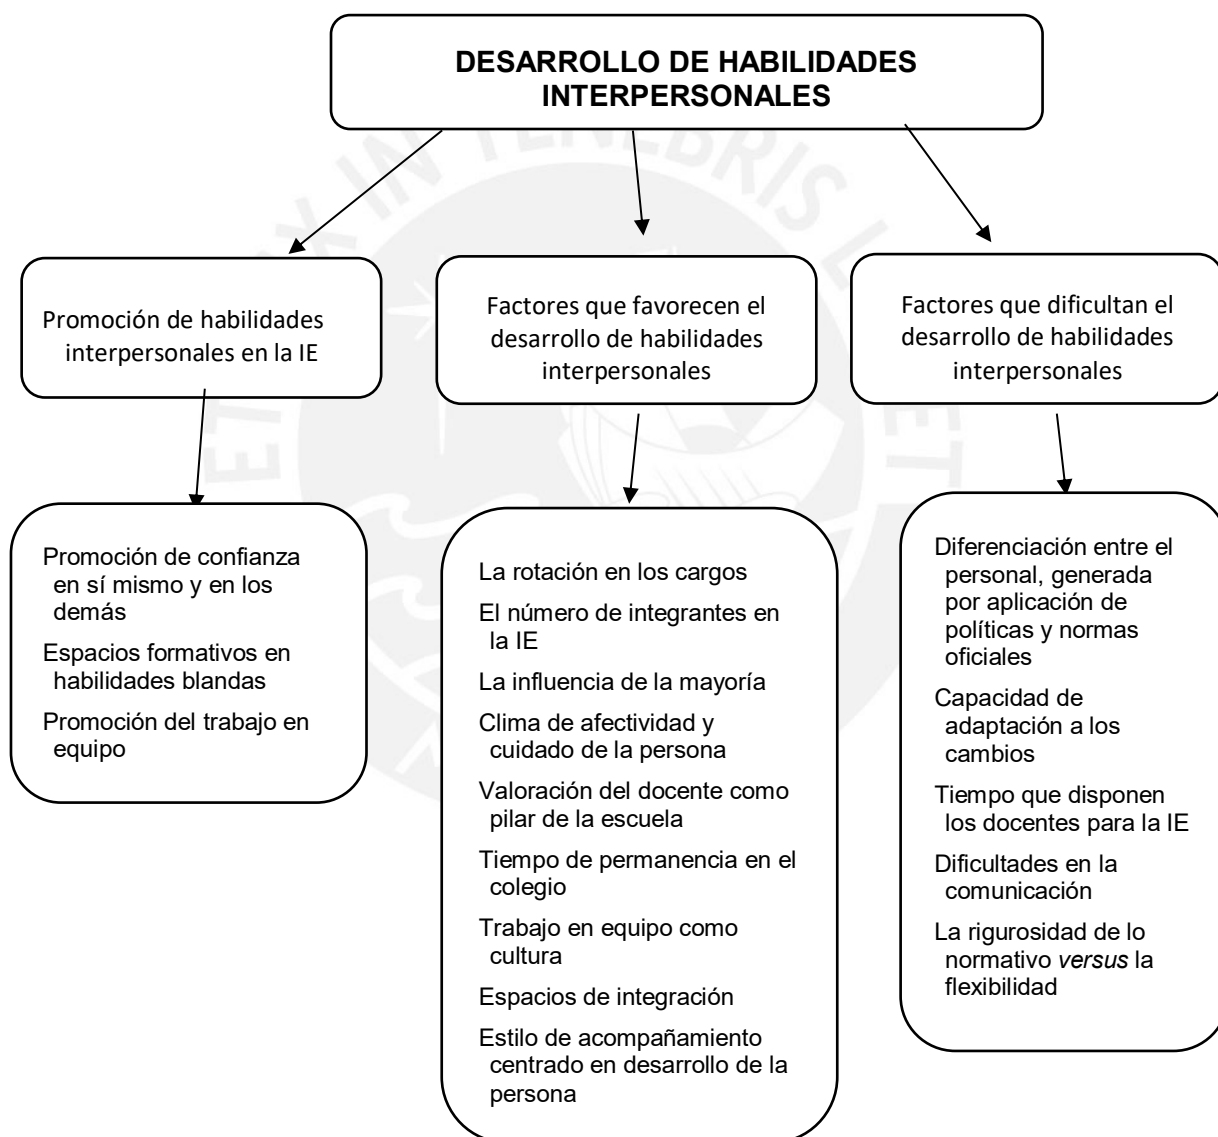 DESARROLLO DE HABILIDADES
INTERPERSONALES
Promoción de habilidades
interpersonales en la IE
Factores que favorecen el
desarrollo de habilidades
interpersonales
Factores que dificultan el
desarrollo de habilidades
interpersonales
Promoción de confianza
en sí mismo y en los
demás
Espacios formativos en
habilidades blandas
Promoción del trabajo en
equipo
La rotación en los cargos
El número de integrantes en
la IE
La influencia de la mayoría
Clima de afectividad y
cuidado de la persona
Valoración del docente como
pilar de la escuela
Tiempo de permanencia en el
colegio
Trabajo en equipo como
cultura
Espacios de integración
Estilo de acompañamiento
centrado en desarrollo de la
persona
Diferenciación entre el
personal, generada
por aplicación de
políticas y normas
oficiales
Capacidad de
adaptación a los
cambios
Tiempo que disponen
los docentes para la IE
Dificultades en la
comunicación
La rigurosidad de lo
normativo versus la
flexibilidad
ET
IN TENEBRIS
ET